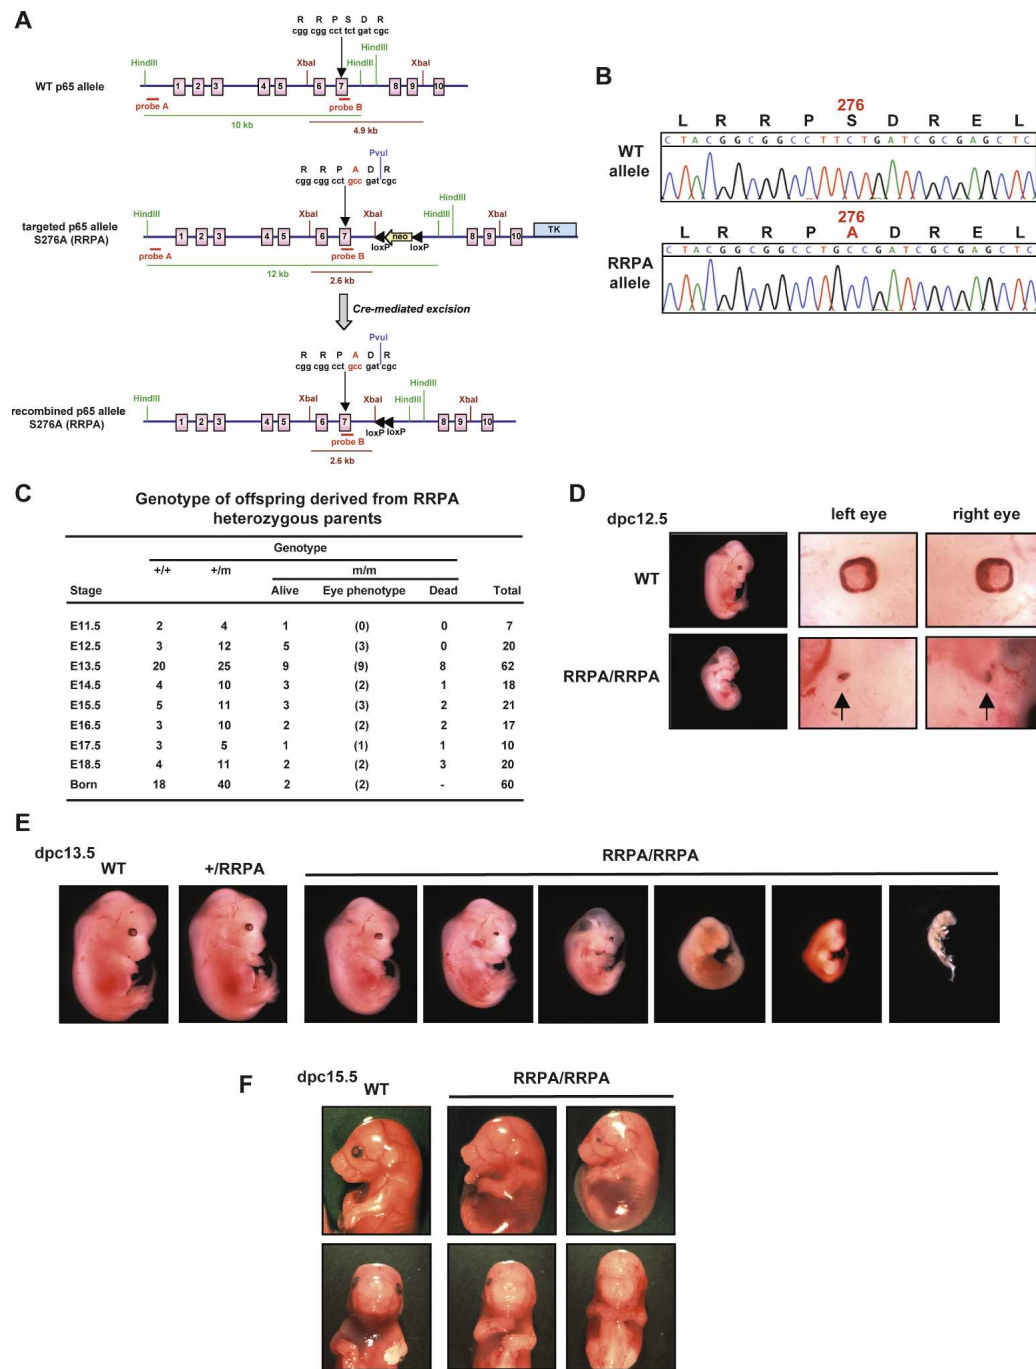 A
R R P S D R
cgg cgg cct tct gat cgc
HindIII
HindIII
XbaI
HindIII
XbaI
WT p65 allele
1 2 3 4 5 6 7 8 9 10
probe A
probe B
10 kb
4.9 kb
PvuI
R R P A D R
cgg cgg cct gcc gat cgc
HindIII
HindIII
XbaI
XbaI
HindIII
XbaI
targeted p65 allele
S276A (RRPA)
1 2 3 4 5 6 7 neo 8 9 10 TK
loxP loxP
probe A
probe B
12 kb
2.6 kb
Cre-mediated excision
PvuI
R R P A D R
cgg cgg cct gcc gat cgc
HindIII
HindIII
XbaI
XbaI
HindIII
XbaI
recombined p65 allele
S276A (RRPA)
1 2 3 4 5 6 7 8 9 10
loxP loxP
probe B
2.6 kb
B
276
L R R P S D R E L
C T A C G G C G G C C T T C T G A T C G C G A G C T C
WT
allele
276
L R R P A D R E L
C T A C G G C G G C C T G C C G A T C G C G A G C T C
RRPA
allele
C
Genotype of offspring derived from RRPA
heterozygous parents
Genotype
+/+ +/m m/m
Stage Alive Eye phenotype Dead Total
E11.5 2 4 1 (0) 0 7
E12.5 3 12 5 (3) 0 20
E13.5 20 25 9 (9) 8 62
E14.5 4 10 3 (2) 1 18
E15.5 5 11 3 (3) 2 21
E16.5 3 10 2 (2) 2 17
E17.5 3 5 1 (1) 1 10
E18.5 4 11 2 (2) 3 20
Born 18 40 2 (2) - 60
D
dpc12.5
left eye right eye
WT
RRPA/RRPA
E
dpc13.5
WT +/RRPA RRPA/RRPA
F
dpc15.5
WT RRPA/RRPA